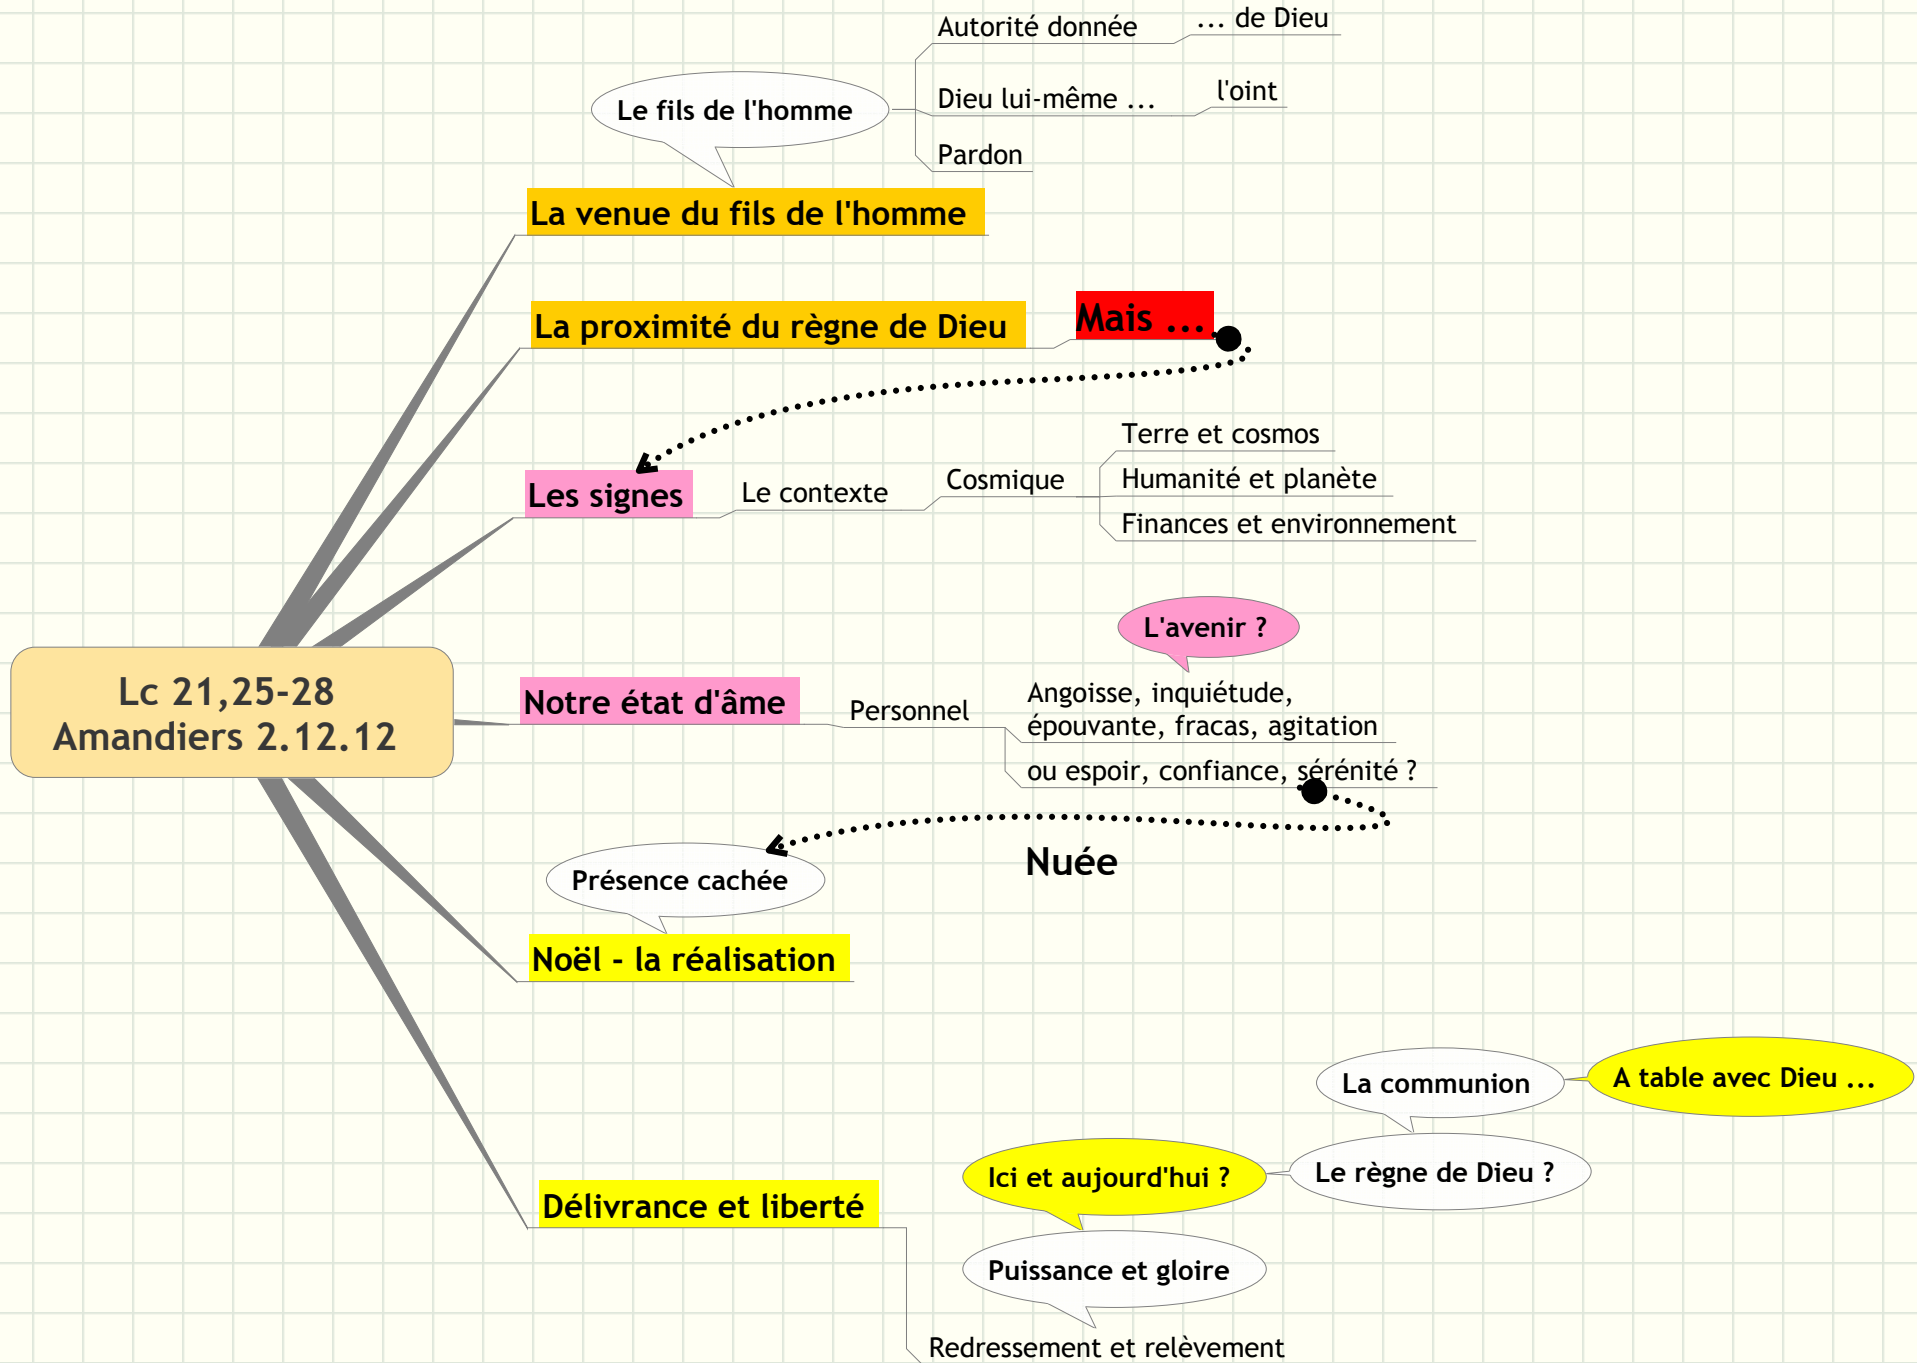 Autorité donnée
... de Dieu
Le fils de l'homme
Dieu lui-même ...
l'oint
Pardon
La venue du fils de l'homme
La proximité du règne de Dieu
Mais ...
Les signes
Le contexte
Cosmique
Terre et cosmos
Humanité et planète
Finances et environnement
L'avenir ?
Lc 21,25-28
Amandiers 2.12.12
Notre état d'âme
Personnel
Angoisse, inquiétude,
épouvante, fracas, agitation
ou espoir, confiance, sérénité ?
Nuée
Présence cachée
Noël - la réalisation
La communion
A table avec Dieu ...
Ici et aujourd'hui ?
Le règne de Dieu ?
Délivrance et liberté
Puissance et gloire
Redressement et relèvement